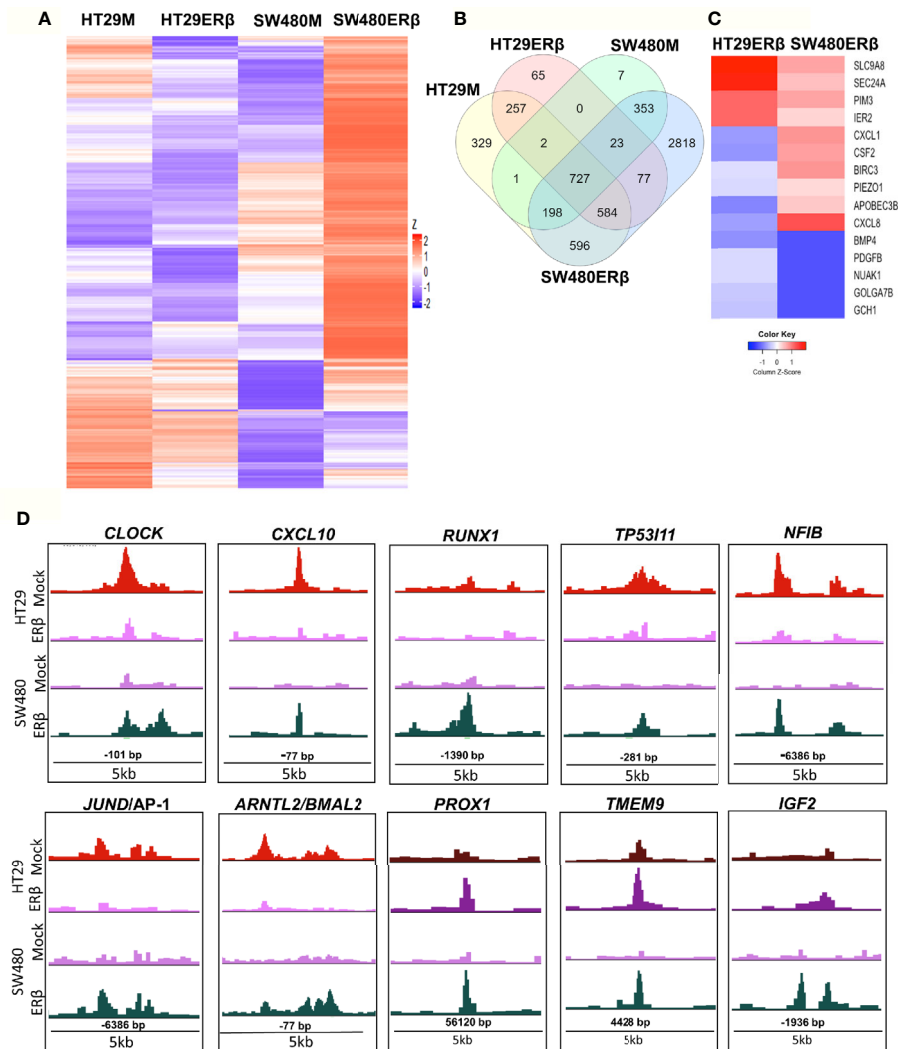 A
HT29M HT29ERβ SW480M SW480ERβ
Z
2
1
0
-1
-2
B
HT29ERβ SW480M
HT29M
65 7
257 0 353
329 2 23 2818
1 727 77
198 584
596
SW480ERβ
C
HT29ERβ SW480ERβ
SLC9A8
SEC24A
PIM3
IER2
CXCL1
CSF2
BIRC3
PIEZO1
APOBEC3B
CXCL8
BMP4
PDGFB
NUAK1
GOLGA7B
GCH1
Color Key
-1 0 1
Column Z-Score
D
CLOCK CXCL10 RUNX1 TP53I11 NFIB
HT29
Mock
ERβ
SW480
Mock
ERβ
-101 bp -77 bp -1390 bp -281 bp -6386 bp
5kb 5kb 5kb 5kb 5kb
JUND/AP-1 ARNTL2/BMAL2 PROX1 TMEM9 IGF2
HT29
Mock
ERβ
SW480
Mock
ERβ
-6386 bp -77 bp 56120 bp 4428 bp -1936 bp
5kb 5kb 5kb 5kb 5kb